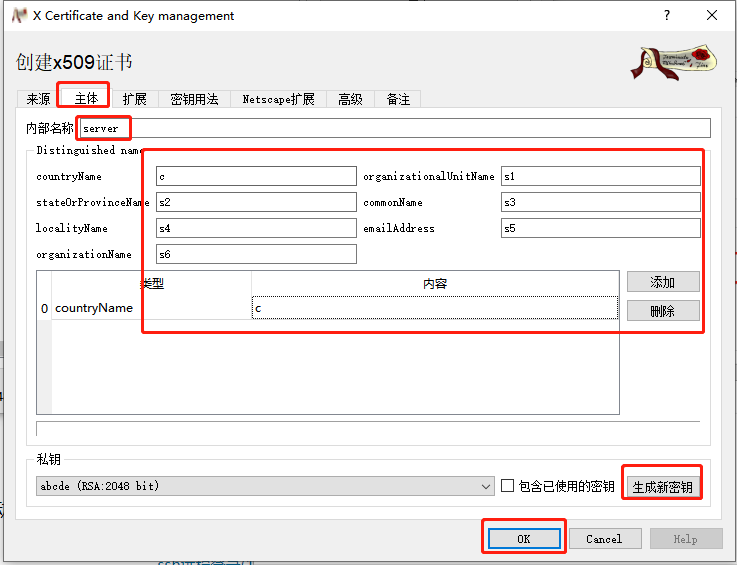 X Certificate and Key management
创建x509证书
来源 主体 扩展 密钥用法 Netscape扩展 高级 备注
内部名称 server
Distinguished name
countryName c organizationalUnitName s1
stateOrProvinceName s2 commonName s3
localityName s4 emailAddress s5
organizationName s6
类型 内容 添加
0 countryName c 删除
私钥
abcde (RSA:2048 bit) 包含已使用的密钥 生成新密钥
OK Cancel Help